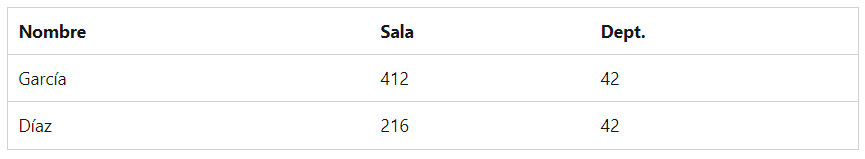 Nombre Sala Dept.
García 412 42
Díaz 216 42